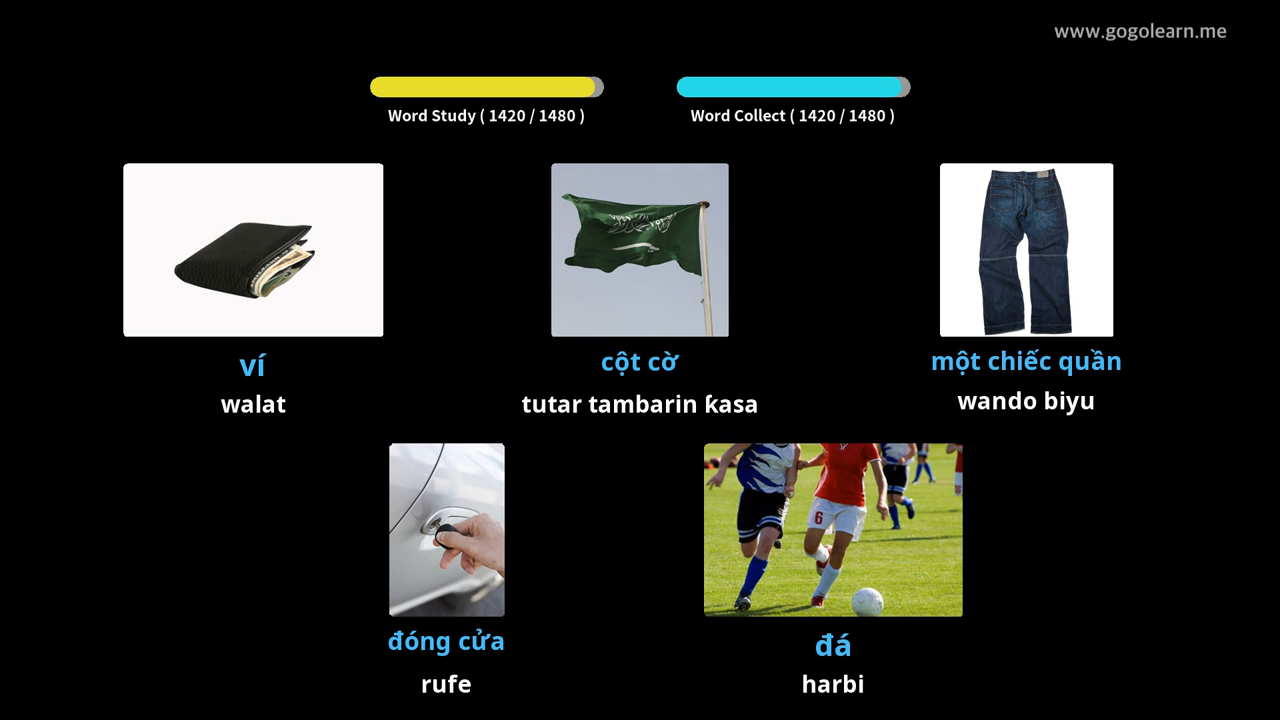 www.gogolearn.me
Word Study ( 1420 / 1480 )
Word Collect ( 1420 / 1480 )
ví
walat
cột cờ
tutar tambarin ƙasa
một chiếc quần
wando biyu
đóng cửa
rufe
6
đá
harbi